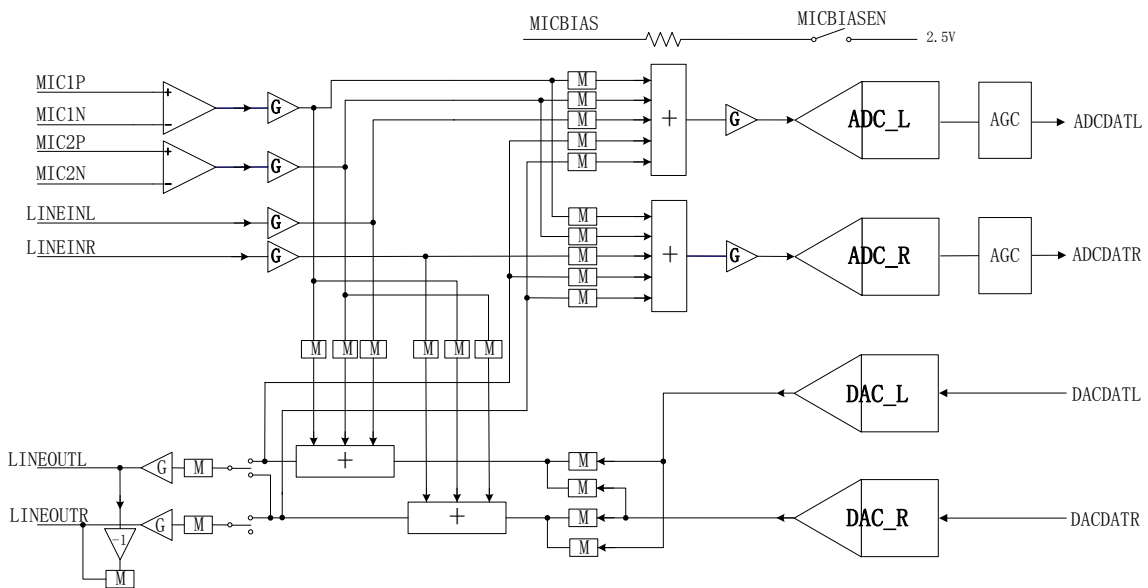 MICBIAS
MICBIASEN
2.5V
MIC1P
MIC1N
MIC2P
MIC2N
LINEINL
LINEINR
+
-
+
-
G
G
G
G
M
M
M
M
M
+
G
ADC_L
AGC
ADCDATL
M
M
M
M
M
+
G
ADC_R
AGC
ADCDATR
M
M
M
M
M
M
DAC_L
DACDATL
LINEOUTL
G
M
+
M
M
LINEOUTR
G
M
+
M
M
DAC_R
DACDATR
-1
M